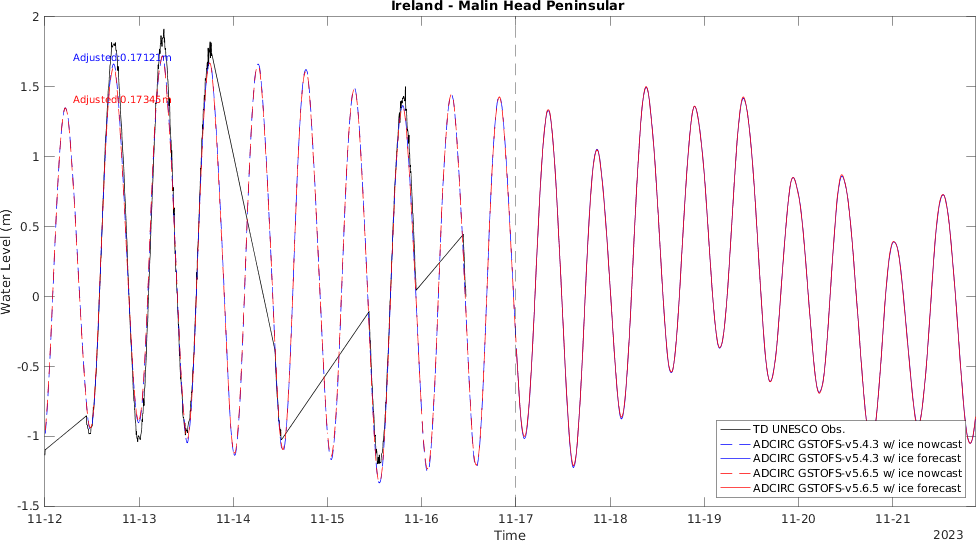 Ireland - Malin Head Peninsular
2
1.5
1
0.5
0
-0.5
-1
-1.5
Water Level (m)
Adjusted:0.17121m
Adjusted:0.17345m
TD UNESCO Obs.
ADCIRC GSTOFS-v5.4.3 w/ ice nowcast
ADCIRC GSTOFS-v5.4.3 w/ ice forecast
ADCIRC GSTOFS-v5.6.5 w/ ice nowcast
ADCIRC GSTOFS-v5.6.5 w/ ice forecast
11-12 11-13 11-14 11-15 11-16 11-17 11-18 11-19 11-20 11-21
Time
2023